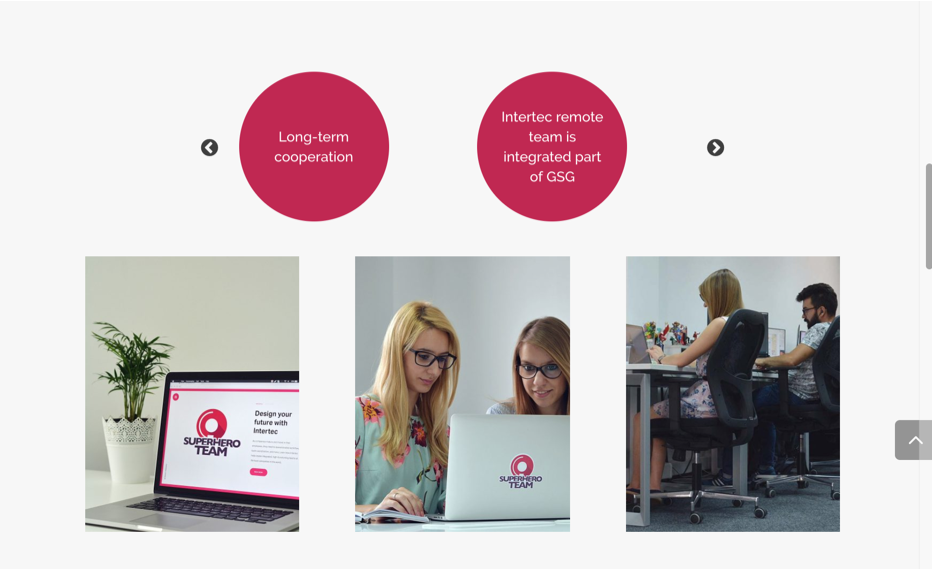 Long-term
cooperation
Intertec remote
team is
integrated part
of GSG
SUPERHERO
TEAM
Design your
future with
Intertec
SUPERHERO
TEAM